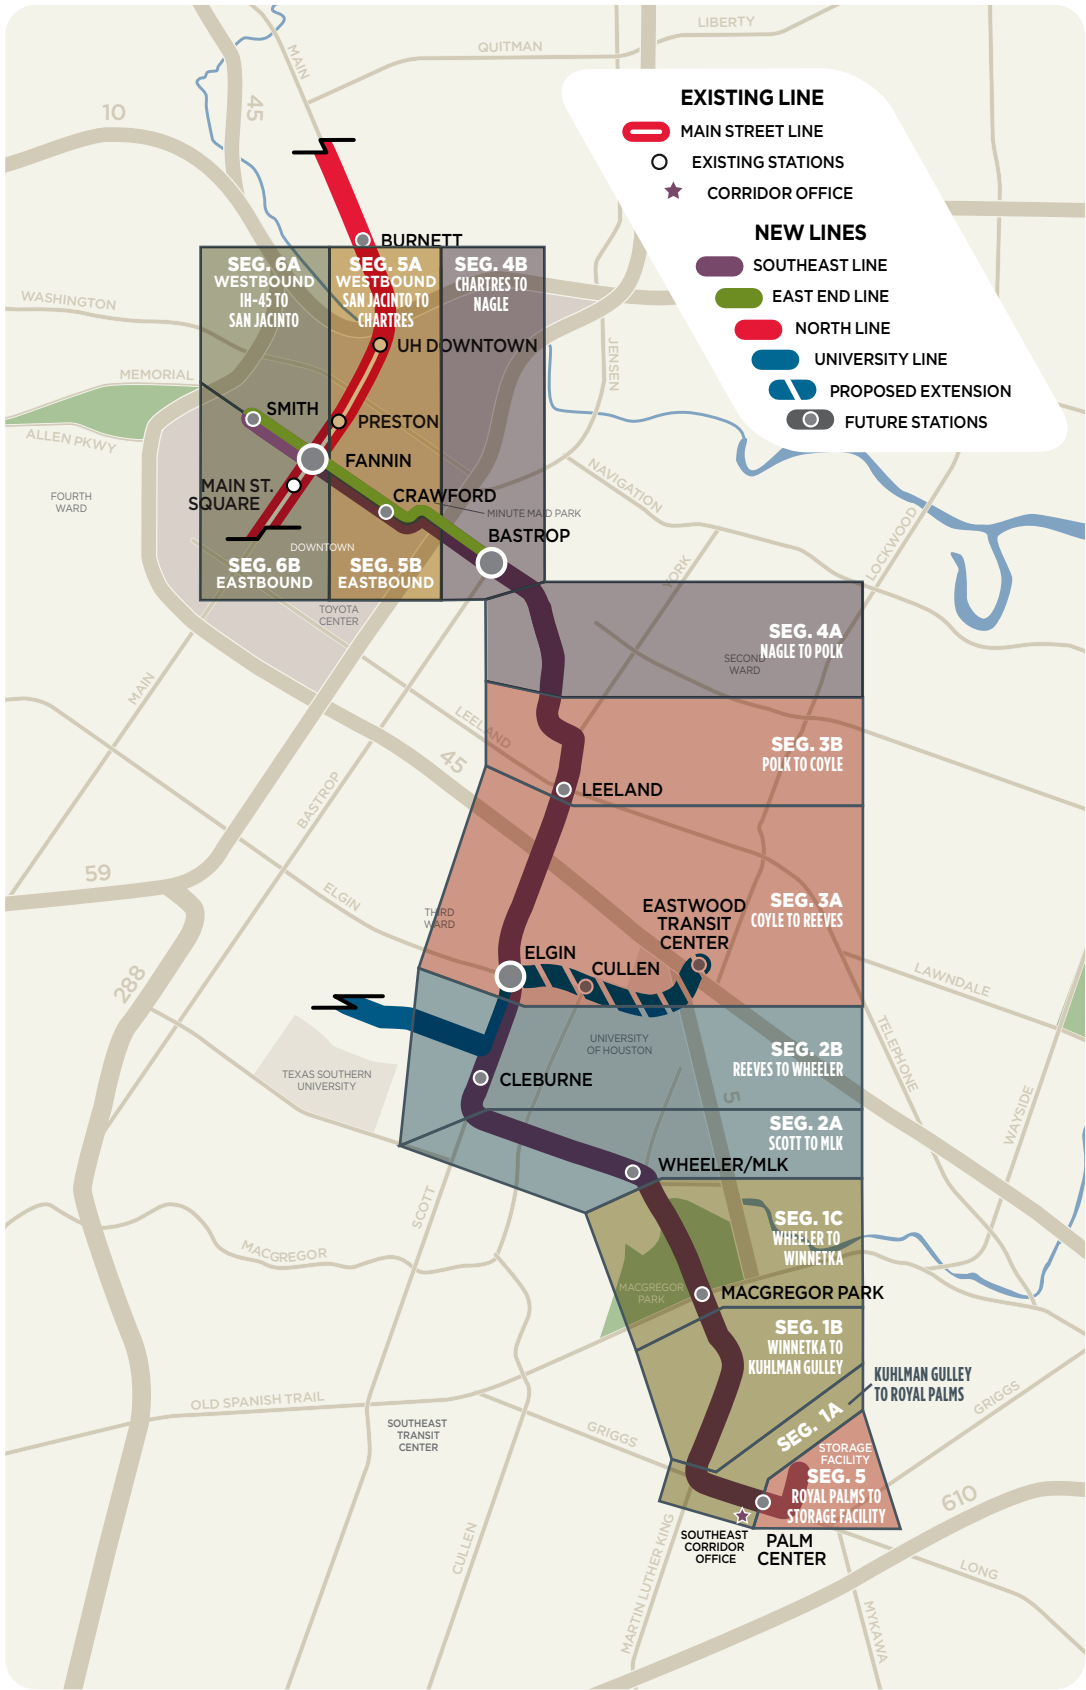 LIBERTY
QUITMAN
MAIN
45
10
EXISTING LINE
MAIN STREET LINE
EXISTING STATIONS
CORRIDOR OFFICE
NEW LINES
SOUTHEAST LINE
EAST END LINE
NORTH LINE
UNIVERSITY LINE
PROPOSED EXTENSION
FUTURE STATIONS
BURNETT
SEG. 6A
WESTBOUND
IH-45 TO
SAN JACINTO
SEG. 5A
WESTBOUND
SAN JACINTO TO
CHARTRES
SEG. 4B
CHARTRES TO
NAGLE
WASHINGTON
UH DOWNTOWN
JENSEN
MEMORIAL
SMITH
PRESTON
ALLEN PKWY
FANNIN
NAVIGATION
MAIN ST.
SQUARE
FOURTH
WARD
CRAWFORD
MINUTE MAID PARK
BASTROP
LOCKWOOD
DOWNTOWN
SEG. 6B
EASTBOUND
SEG. 5B
EASTBOUND
YORK
TOYOTA
CENTER
SEG. 4A
NAGLE TO POLK
SECOND
WARD
MAIN
LEELAND
45
SEG. 3B
POLK TO COYLE
LEELAND
BASTROP
59
ELGIN
THIRD
WARD
SEG. 3A
COYLE TO REEVES
EASTWOOD
TRANSIT
CENTER
ELGIN
CULLEN
LAWNDALE
288
UNIVERSITY
OF HOUSTON
SEG. 2B
REEVES TO WHEELER
TELEPHONE
TEXAS SOUTHERN
UNIVERSITY
CLEBURNE
5
SEG. 2A
SCOTT TO MLK
WAYSIDE
WHEELER/MLK
SCOTT
SEG. 1C
WHEELER TO
WINNETKA
MACGREGOR
MACGREGOR
PARK
MACGREGOR PARK
SEG. 1B
WINNETKA TO
KUHLMAN GULLEY
KUHLMAN GULLEY
TO ROYAL PALMS
OLD SPANISH TRAIL
GRIGGS
SEG. 1A
SOUTHEAST
TRANSIT
CENTER
GRIGGS
STORAGE
FACILITY
SEG. 5
ROYAL PALMS TO
STORAGE FACILITY
610
SOUTHEAST
CORRIDOR
OFFICE
PALM
CENTER
CULLEN
MARTIN LUTHER KING
LONG
MYKAWA